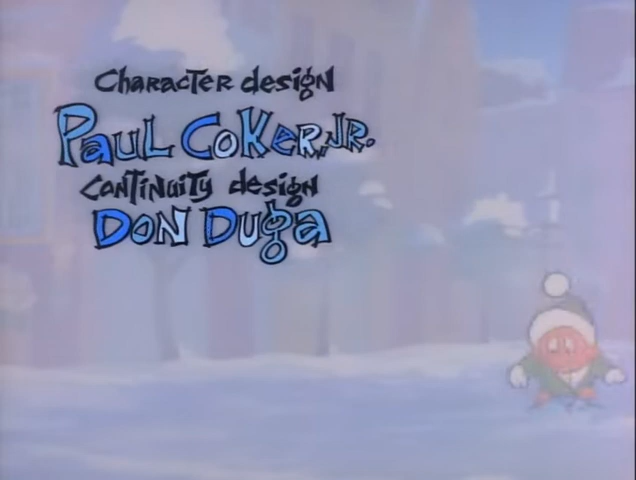 Character design
Paul Coker, Jr.
Continuity design
Don Duga